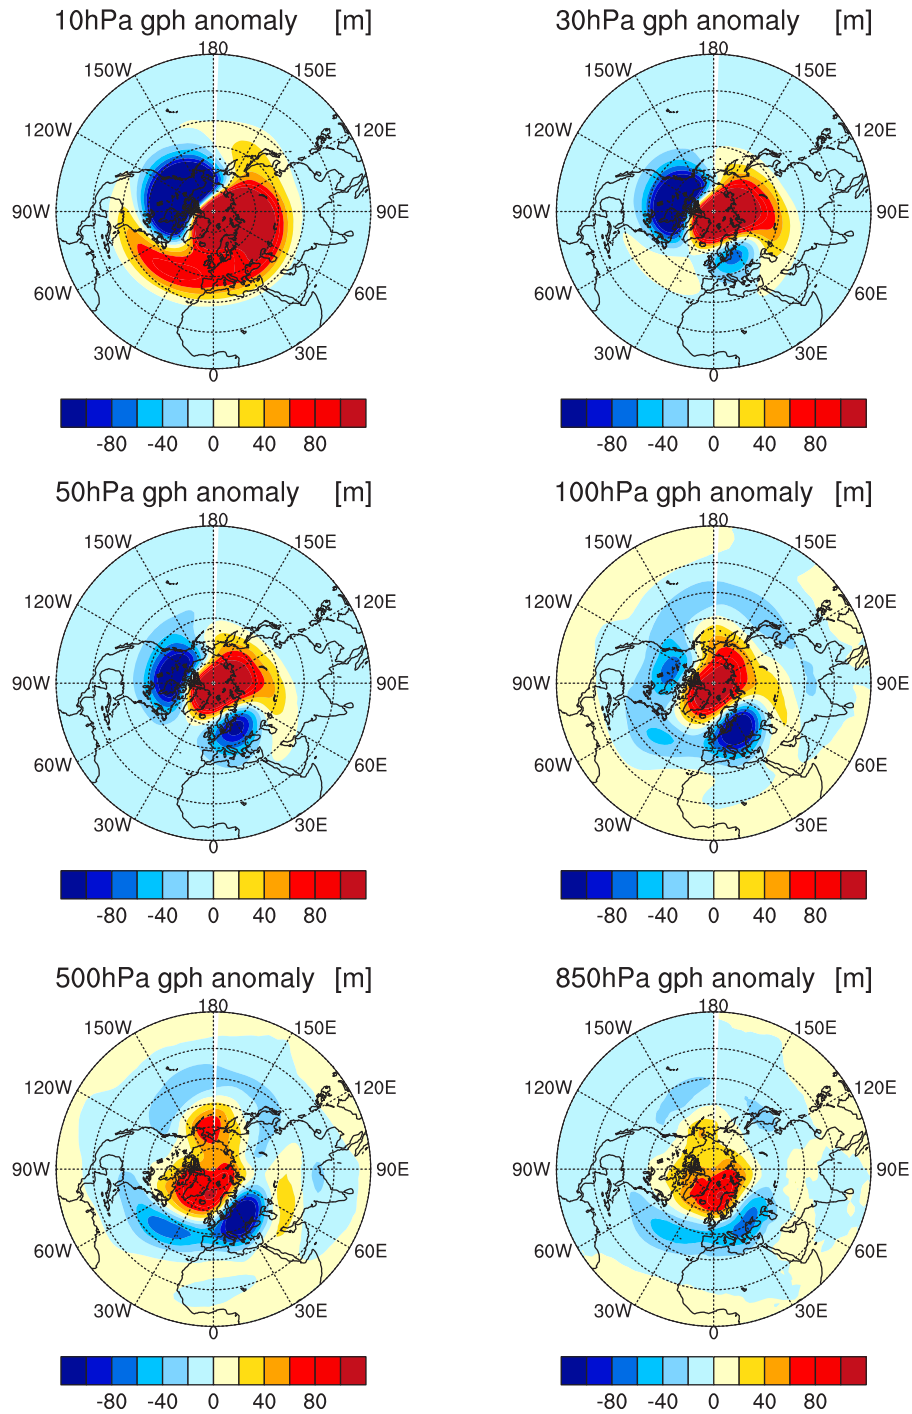 10hPa gph anomaly [m]
180
150W 150E
120W 120E
90W 90E
60W 60E
30W 30E
0
-80 -40 0 40 80
30hPa gph anomaly [m]
180
150W 150E
120W 120E
90W 90E
60W 60E
30W 30E
0
-80 -40 0 40 80
50hPa gph anomaly [m]
180
150W 150E
120W 120E
90W 90E
60W 60E
30W 30E
0
-80 -40 0 40 80
100hPa gph anomaly [m]
180
150W 150E
120W 120E
90W 90E
60W 60E
30W 30E
0
-80 -40 0 40 80
500hPa gph anomaly [m]
180
150W 150E
120W 120E
90W 90E
60W 60E
30W 30E
0
-80 -40 0 40 80
850hPa gph anomaly [m]
180
150W 150E
120W 120E
90W 90E
60W 60E
30W 30E
0
-80 -40 0 40 80